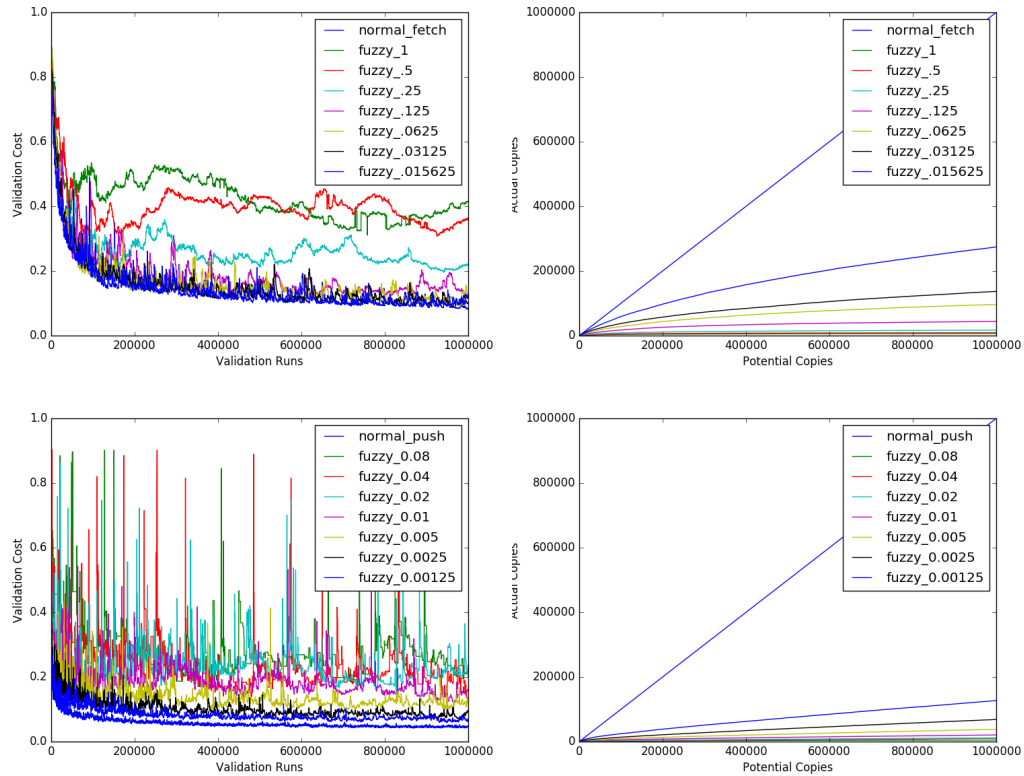 1.0
0.8
0.6
0.4
0.2
0.0
Validation Cost
0
200000
400000
600000
800000
1000000
Validation Runs
normal_fetch
fuzzy_1
fuzzy_.5
fuzzy_.25
fuzzy_.125
fuzzy_.0625
fuzzy_.03125
fuzzy_.015625
1000000
800000
600000
400000
200000
0
Actual Copies
0
200000
400000
600000
800000
1000000
Potential Copies
normal_fetch
fuzzy_1
fuzzy_.5
fuzzy_.25
fuzzy_.125
fuzzy_.0625
fuzzy_.03125
fuzzy_.015625
1.0
0.8
0.6
0.4
0.2
0.0
Validation Cost
0
200000
400000
600000
800000
1000000
Validation Runs
normal_push
fuzzy_0.08
fuzzy_0.04
fuzzy_0.02
fuzzy_0.01
fuzzy_0.005
fuzzy_0.0025
fuzzy_0.00125
1000000
800000
600000
400000
200000
0
Actual Copies
0
200000
400000
600000
800000
1000000
Potential Copies
normal_push
fuzzy_0.08
fuzzy_0.04
fuzzy_0.02
fuzzy_0.01
fuzzy_0.005
fuzzy_0.0025
fuzzy_0.00125